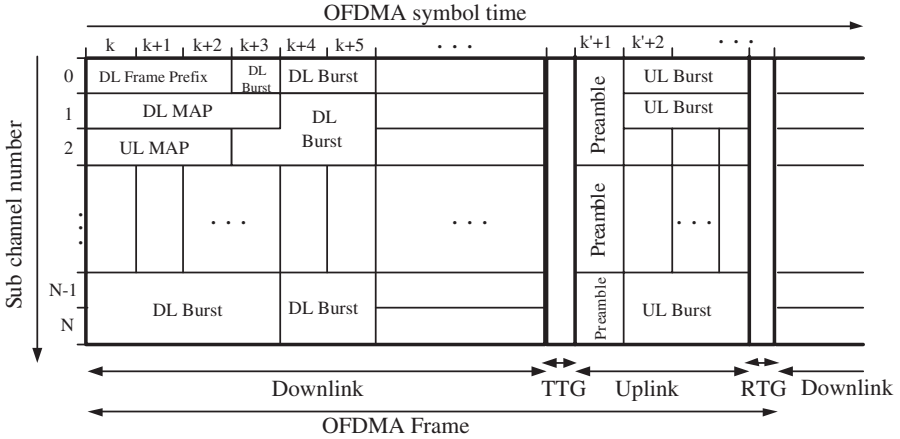 OFDMA symbol time
k k+1 k+2 k+3 k+4 k+5 . . . k'+1 k'+2 . . .
Sub channel number
0 DL Frame Prefix DL Burst DL Burst UL Burst
1 DL MAP DL Burst Preamble UL Burst
2 UL MAP
. . . . . . . . . Preamble . . .
N-1
N
DL Burst DL Burst Preamble UL Burst
Downlink TTG Uplink RTG Downlink
OFDMA Frame